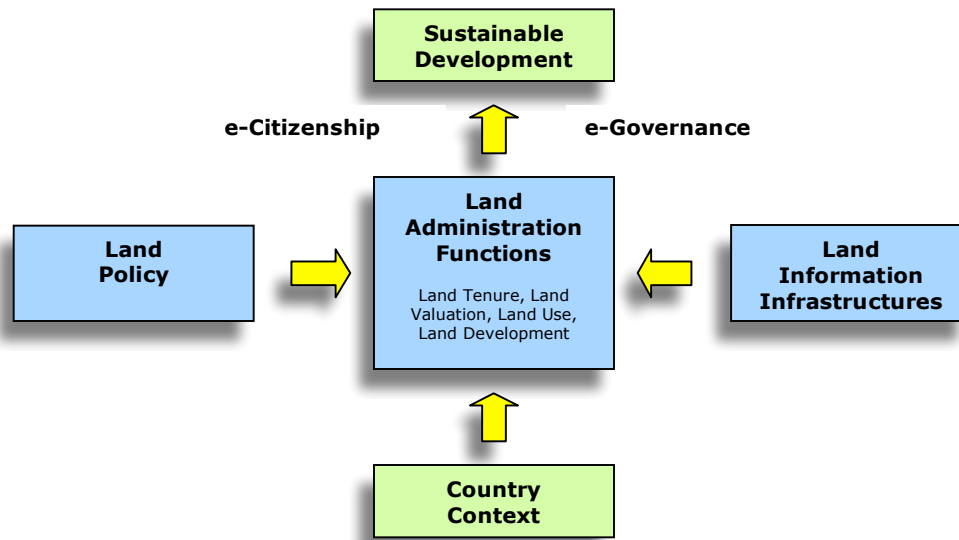 Sustainable
Development
e-Citizenship
e-Governance
Land
Administration
Functions
Land Tenure, Land
Valuation, Land Use,
Land Development
Land
Policy
Land
Information
Infrastructures
Country
Context